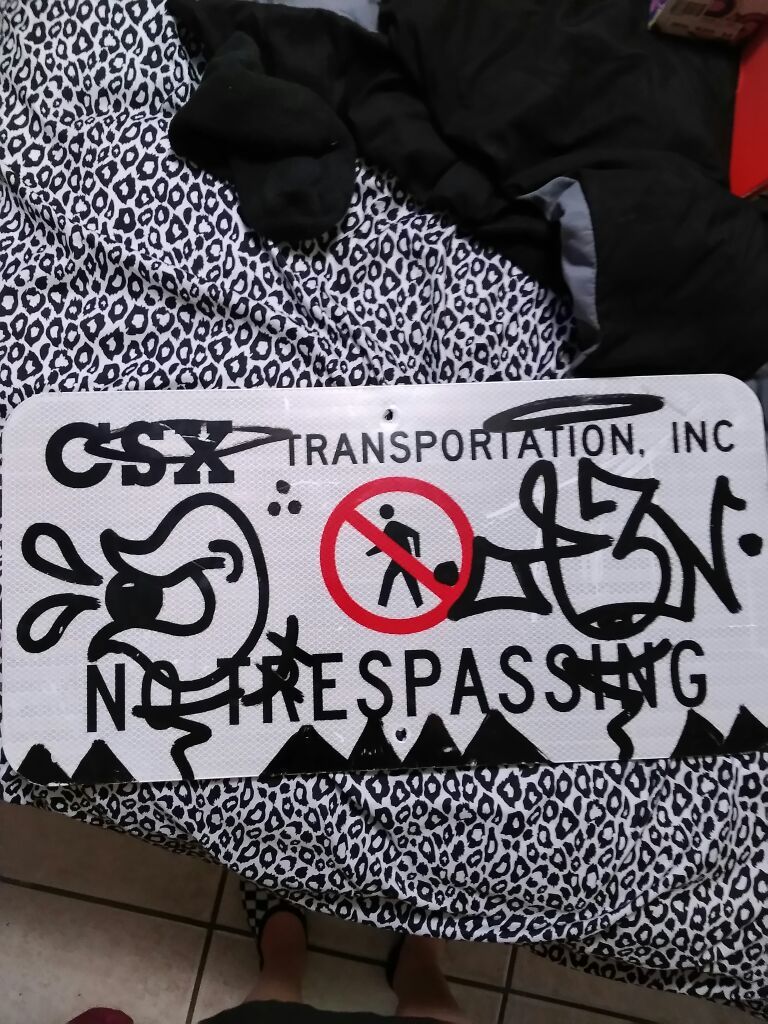 CSX TRANSPORTATION, INC
NO TRESPASSING